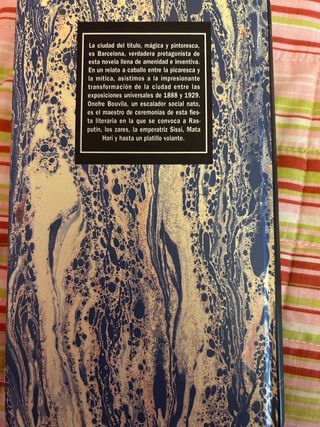 La ciudad del título, mágica y pintoresca,
es Barcelona, verdadera protagonista de
esta novela llena de amenidad e inventiva.
En un relato a caballo entre la picaresca y
la mítica, asistimos a la impresionante
transformación de la ciudad entre las
exposiciones universales de 1888 y 1929.
Onofre Bouvila, un escalador social nato,
es el maestro de ceremonias de esta fies-
ta literaria en la que se convoca a Ras-
putin, los zares, la emperatriz Sissi, Mata
Hari y hasta un platillo volante.